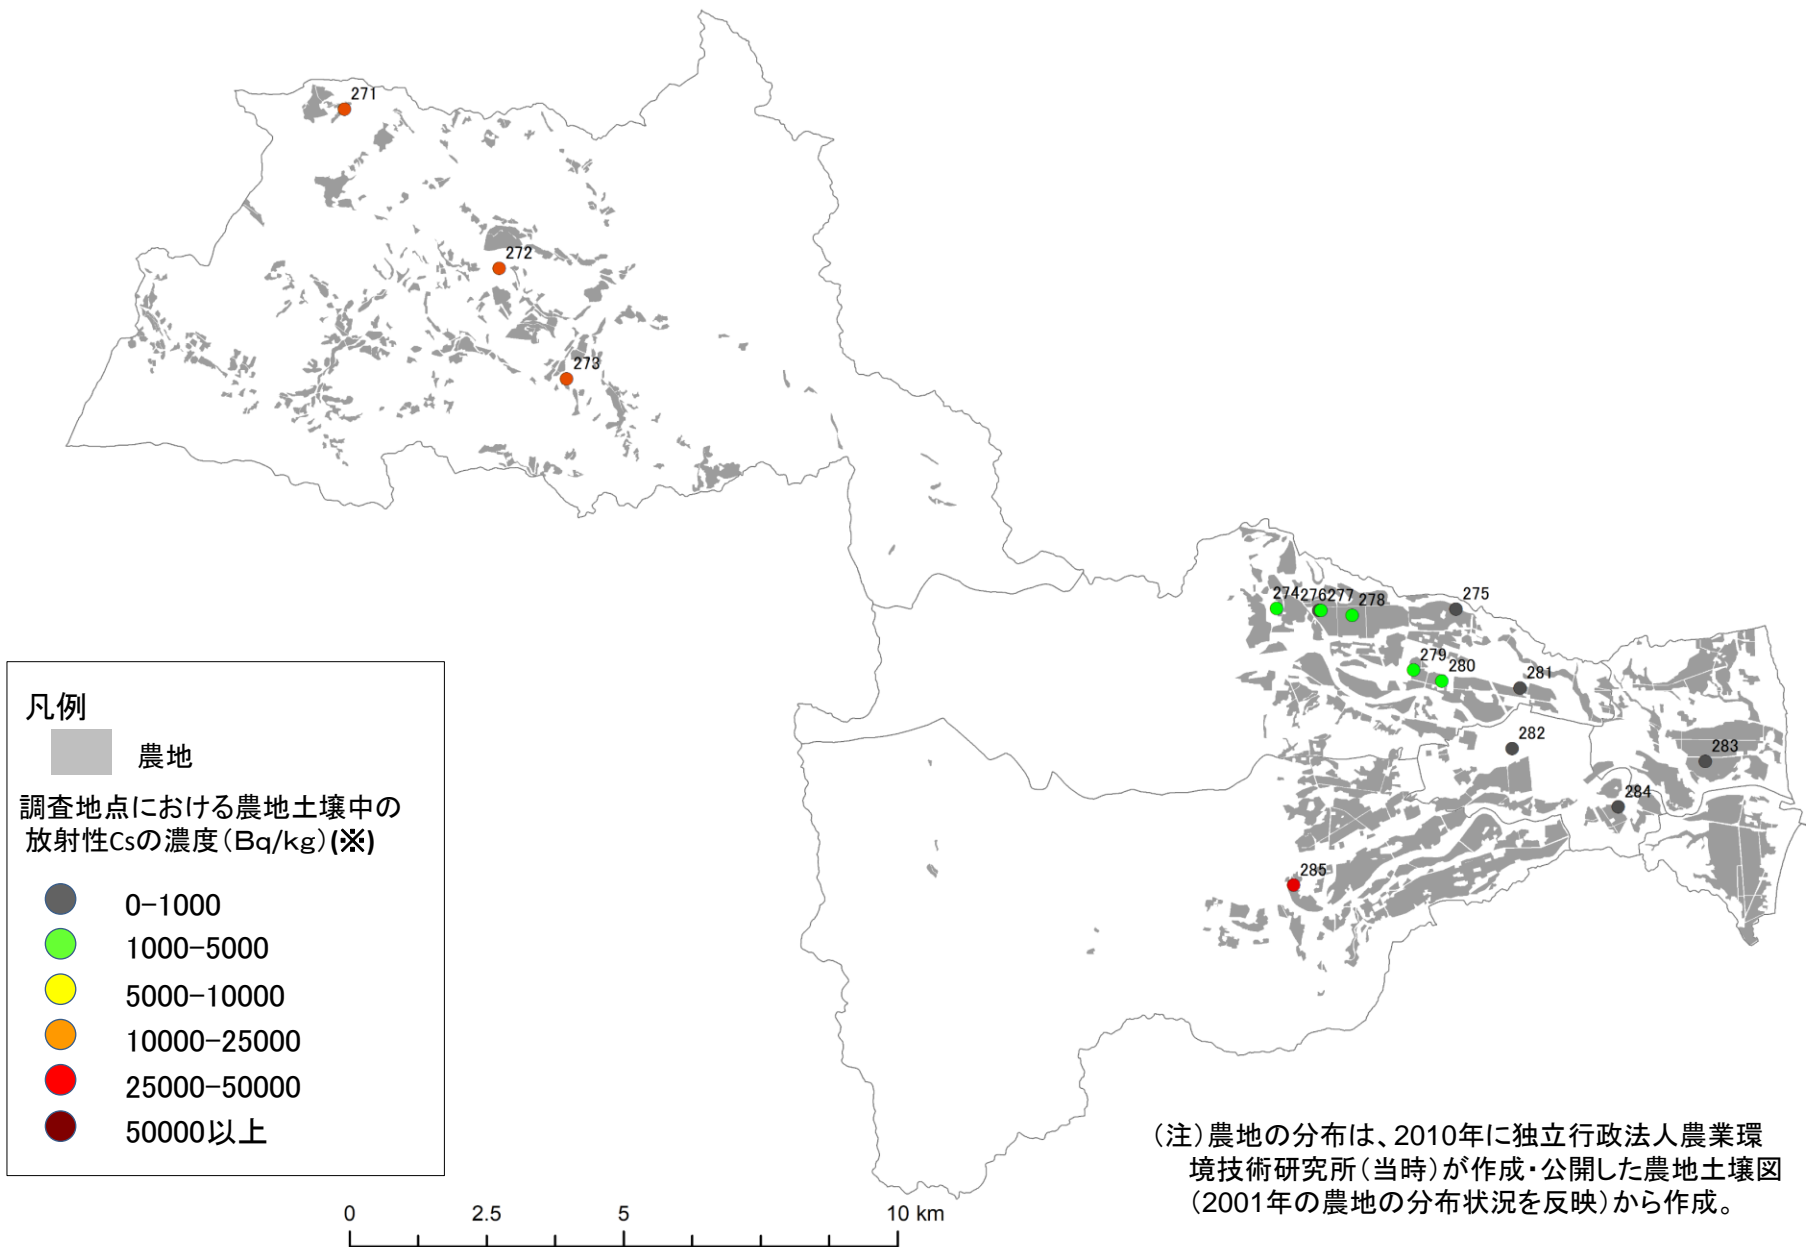 271
272
273
274
276
277
278
275
279
280
281
282
283
284
285
凡例
農地
調査地点における農地土壌中の
放射性Csの濃度(Bq/kg)(※)
0-1000
1000-5000
5000-10000
10000-25000
25000-50000
50000以上
(注)農地の分布は、2010年に独立行政法人農業環
境技術研究所(当時)が作成・公開した農地土壌図
(2001年の農地の分布状況を反映)から作成。
0 2.5 5 10 km